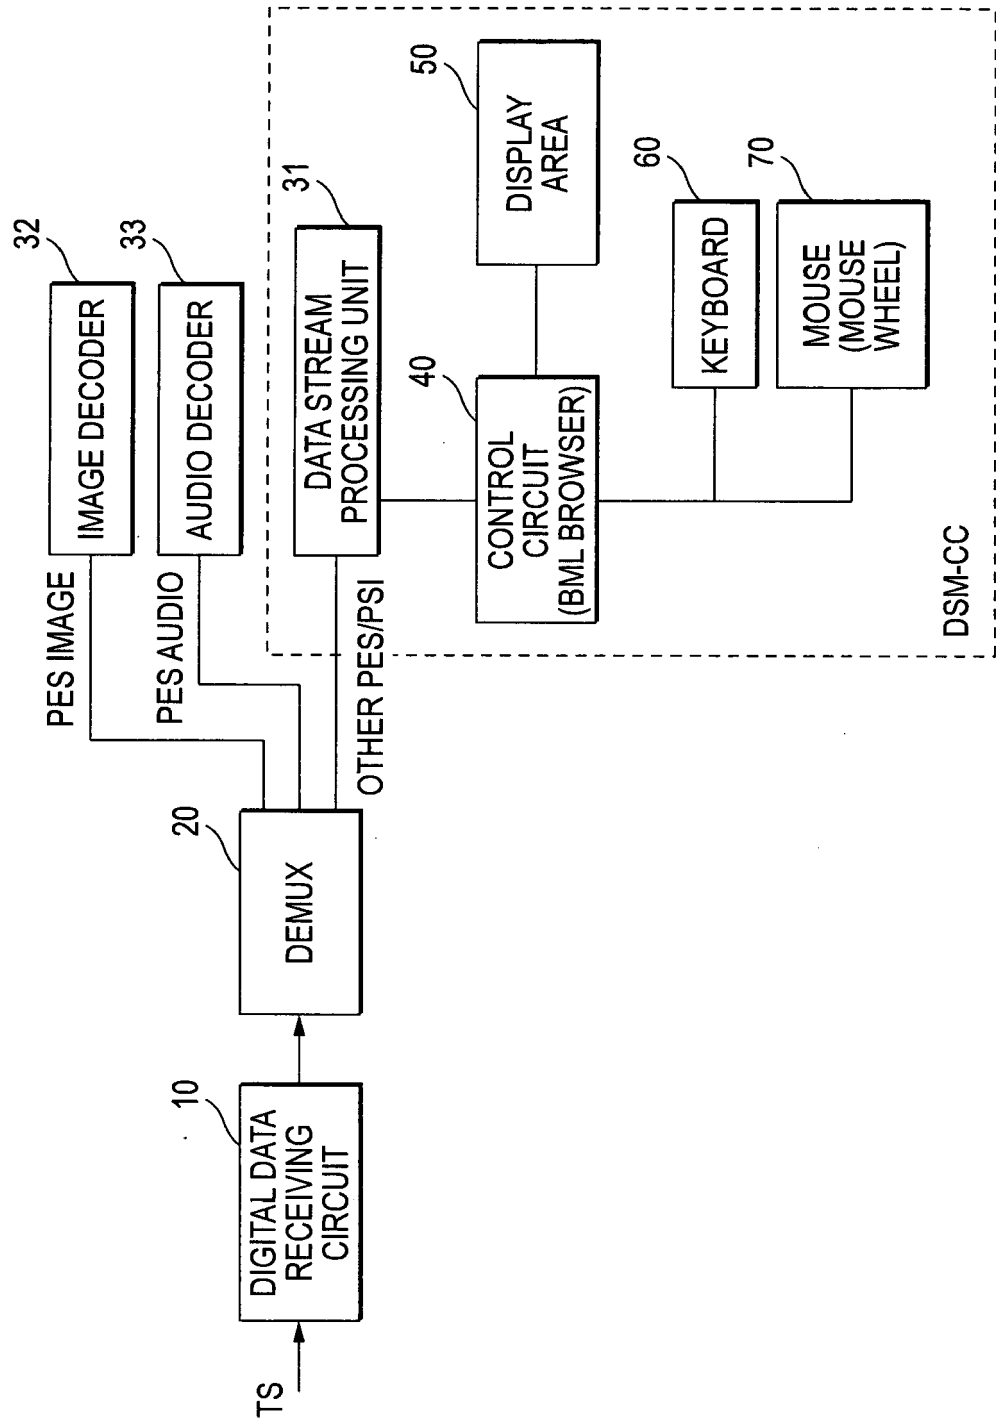 TS
DIGITAL DATA
RECEIVING
CIRCUIT
10
DEMUX
20
PES IMAGE
PES AUDIO
OTHER PES/PSI
IMAGE DECODER
32
AUDIO DECODER
33
DATA STREAM
PROCESSING UNIT
31
CONTROL
CIRCUIT
(BML BROWSER)
40
DISPLAY
AREA
50
KEYBOARD
60
MOUSE
(MOUSE
WHEEL)
70
DSM-CC